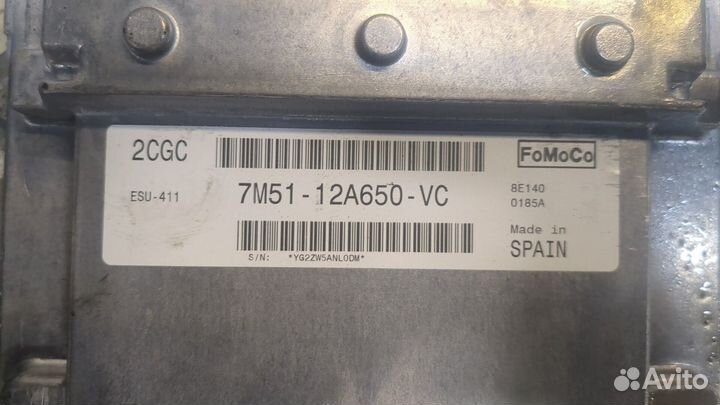 2CGC
FoMoCo
ESU-411
7M51-12A650-VC
8E140
0185A
Made in
SPAIN
S/N: *YG2ZW5ANL0DM*
Avito